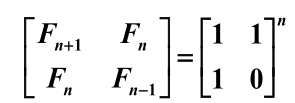 [F_{n+1} F_n] = [1 1]^n
[F_n F_{n-1}] [1 0]